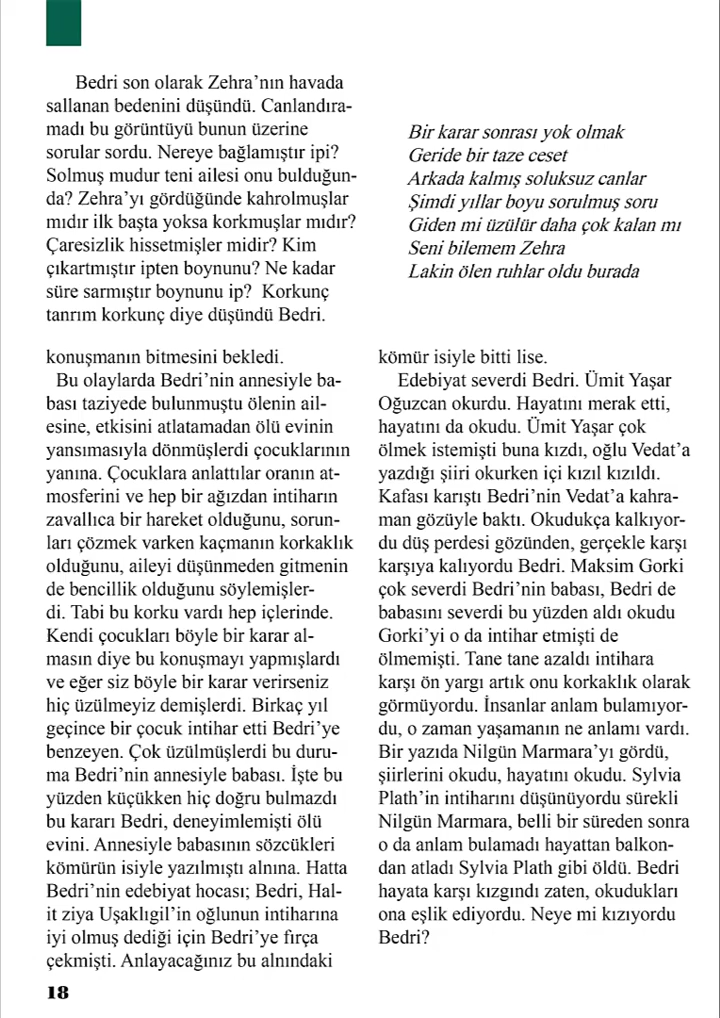 Bedri son olarak Zehra’nın havada
sallanan bedenini düşündü. Canlandıra-
madı bu görüntüyü bunun üzerine
sorular sordu. Nereye bağlamıştır ipi?
Solmuş mudur teni ailesi onu bulduğun-
da? Zehra’yı gördüğünde kahrolmuşlar
mıdır ilk başta yoksa korkmuşlar mıdır?
Çaresizlik hissetmişler midir? Kim
çıkartmıştır ipten boynunu? Ne kadar
süre sarmıştır boynunu ip? Korkunç
tanrım korkunç diye düşündü Bedri.
Bir karar sonrası yok olmak
Geride bir taze ceset
Arkada kalmış soluksuz canlar
Şimdi yıllar boyu sorulmuş soru
Giden mi üzülür daha çok kalan mı
Seni bilemem Zehra
Lakin ölen ruhlar oldu burada
konuşmanın bitmesini bekledi.
Bu olaylarda Bedri’nin annesiyle ba-
bası taziyede bulunmuştu ölenin ail-
esine, etkisini atlatamadan ölü evinin
yansımasıyla dönmüşlerdi çocuklarının
yanına. Çocuklara anlattılar oranın at-
mosferini ve hep bir ağızdan intiharın
zavallıca bir hareket olduğunu, sorun-
ları çözmek varken kaçmanın korkaklık
olduğunu, aileyi düşünmeden gitmenin
de bencillik olduğunu söylemişler-
di. Tabi bu korku vardı hep içlerinde.
Kendi çocukları böyle bir karar al-
masın diye bu konuşmayı yapmışlardı
ve eğer siz böyle bir karar verirseniz
hiç üzülmeyiz demişlerdi. Birkaç yıl
geçince bir çocuk intihar etti Bedri’ye
benzeyen. Çok üzülmüşlerdi bu duru-
ma Bedri’nin annesiyle babası. İşte bu
yüzden küçükken hiç doğru bulmazdı
bu kararı Bedri, deneyimlemişti ölü
evini. Annesiyle babasının sözcükleri
kömürün isiyle yazılmıştı alnına. Hatta
Bedri’nin edebiyat hocası; Bedri, Hal-
it ziya Uşaklıgil’in oğlunun intiharına
iyi olmuş dediği için Bedri’ye fırça
çekmişti. Anlayacağınız bu alnındaki
kömür isiyle bitti lise.
Edebiyat severdi Bedri. Ümit Yaşar
Oğuzcan okurdu. Hayatını merak etti,
hayatını da okudu. Ümit Yaşar çok
ölmek istemişti buna kızdı, oğlu Vedat’a
yazdığı şiiri okurken içi kızıl kızıldı.
Kafası karıştı Bedri’nin Vedat’a kahra-
man gözüyle baktı. Okudukça kalkıyor-
du düş perdesi gözünden, gerçekle karşı
karşıya kalıyordu Bedri. Maksim Gorki
çok severdi Bedri’nin babası, Bedri de
babasını severdi bu yüzden aldı okudu
Gorki’yi o da intihar etmişti de
ölmemişti. Tane tane azaldı intihara
karşı ön yargı artık onu korkaklık olarak
görmüyordu. İnsanlar anlam bulamıyor-
du, o zaman yaşamanın ne anlamı vardı.
Bir yazıda Nilgün Marmara’yı gördü,
şiirlerini okudu, hayatını okudu. Sylvia
Plath’in intiharını düşünüyordu sürekli
Nilgün Marmara, belli bir süreden sonra
o da anlam bulamadı hayattan balkon-
dan atladı Sylvia Plath gibi öldü. Bedri
hayata karşı kızgındı zaten, okudukları
ona eşlik ediyordu. Neye mi kızıyordu
Bedri?
18